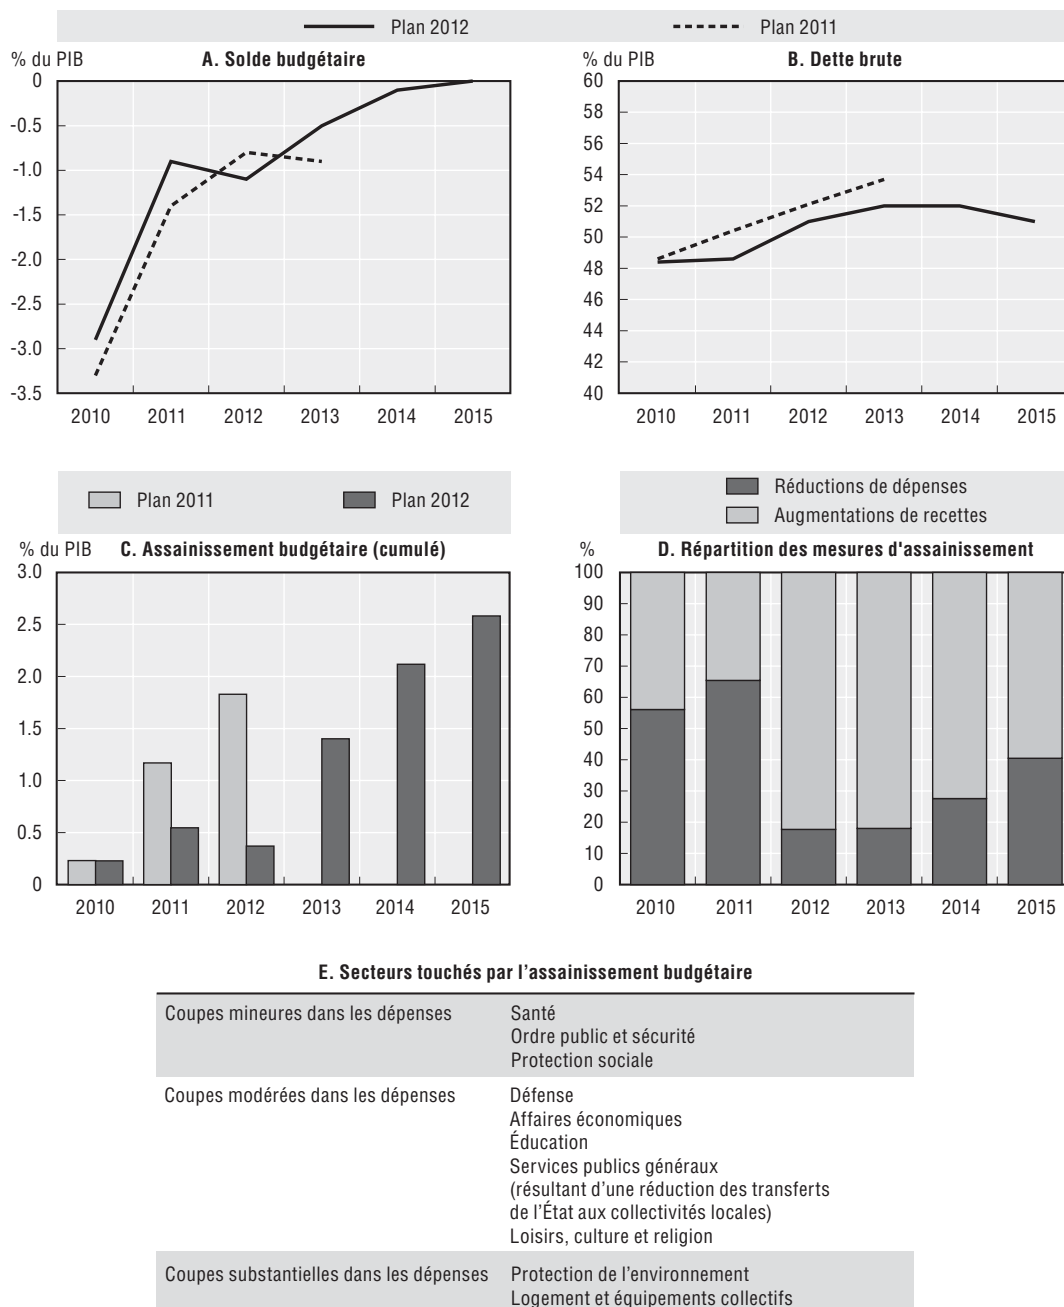 Plan 2012
Plan 2011
% du PIB
A. Solde budgétaire
0
-0.5
-1.0
-1.5
-2.0
-2.5
-3.0
-3.5
2010 2011 2012 2013 2014 2015
% du PIB
B. Dette brute
60
58
56
54
52
50
48
46
44
42
40
2010 2011 2012 2013 2014 2015
Plan 2011
Plan 2012
% du PIB
C. Assainissement budgétaire (cumulé)
3.0
2.5
2.0
1.5
1.0
0.5
0
2010 2011 2012 2013 2014 2015
Réductions de dépenses
Augmentations de recettes
%
D. Répartition des mesures d'assainissement
100
90
80
70
60
50
40
30
20
10
0
2010 2011 2012 2013 2014 2015
E. Secteurs touchés par l'assainissement budgétaire
Coupes mineures dans les dépenses
Santé
Ordre public et sécurité
Protection sociale
Coupes modérées dans les dépenses
Défense
Affaires économiques
Éducation
Services publics généraux
(résultant d'une réduction des transferts
de l'État aux collectivités locales)
Loisirs, culture et religion
Coupes substantielles dans les dépenses
Protection de l'environnement
Logement et équipements collectifs